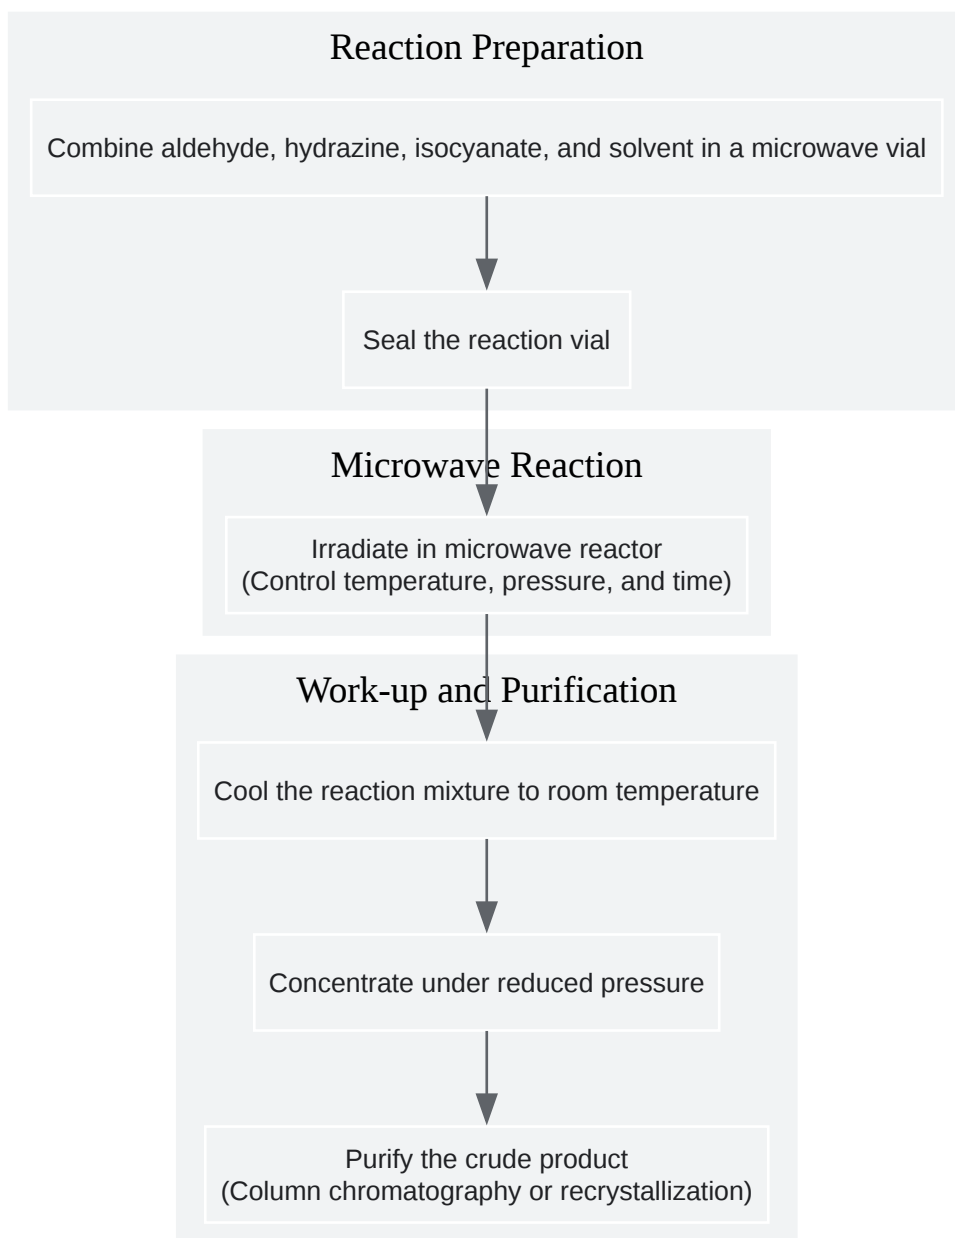 Reaction Preparation
Combine aldehyde, hydrazine, isocyanate, and solvent in a microwave vial
Seal the reaction vial
Microwave Reaction
Irradiate in microwave reactor
(Control temperature, pressure, and time)
Work-up and Purification
Cool the reaction mixture to room temperature
Concentrate under reduced pressure
Purify the crude product
(Column chromatography or recrystallization)